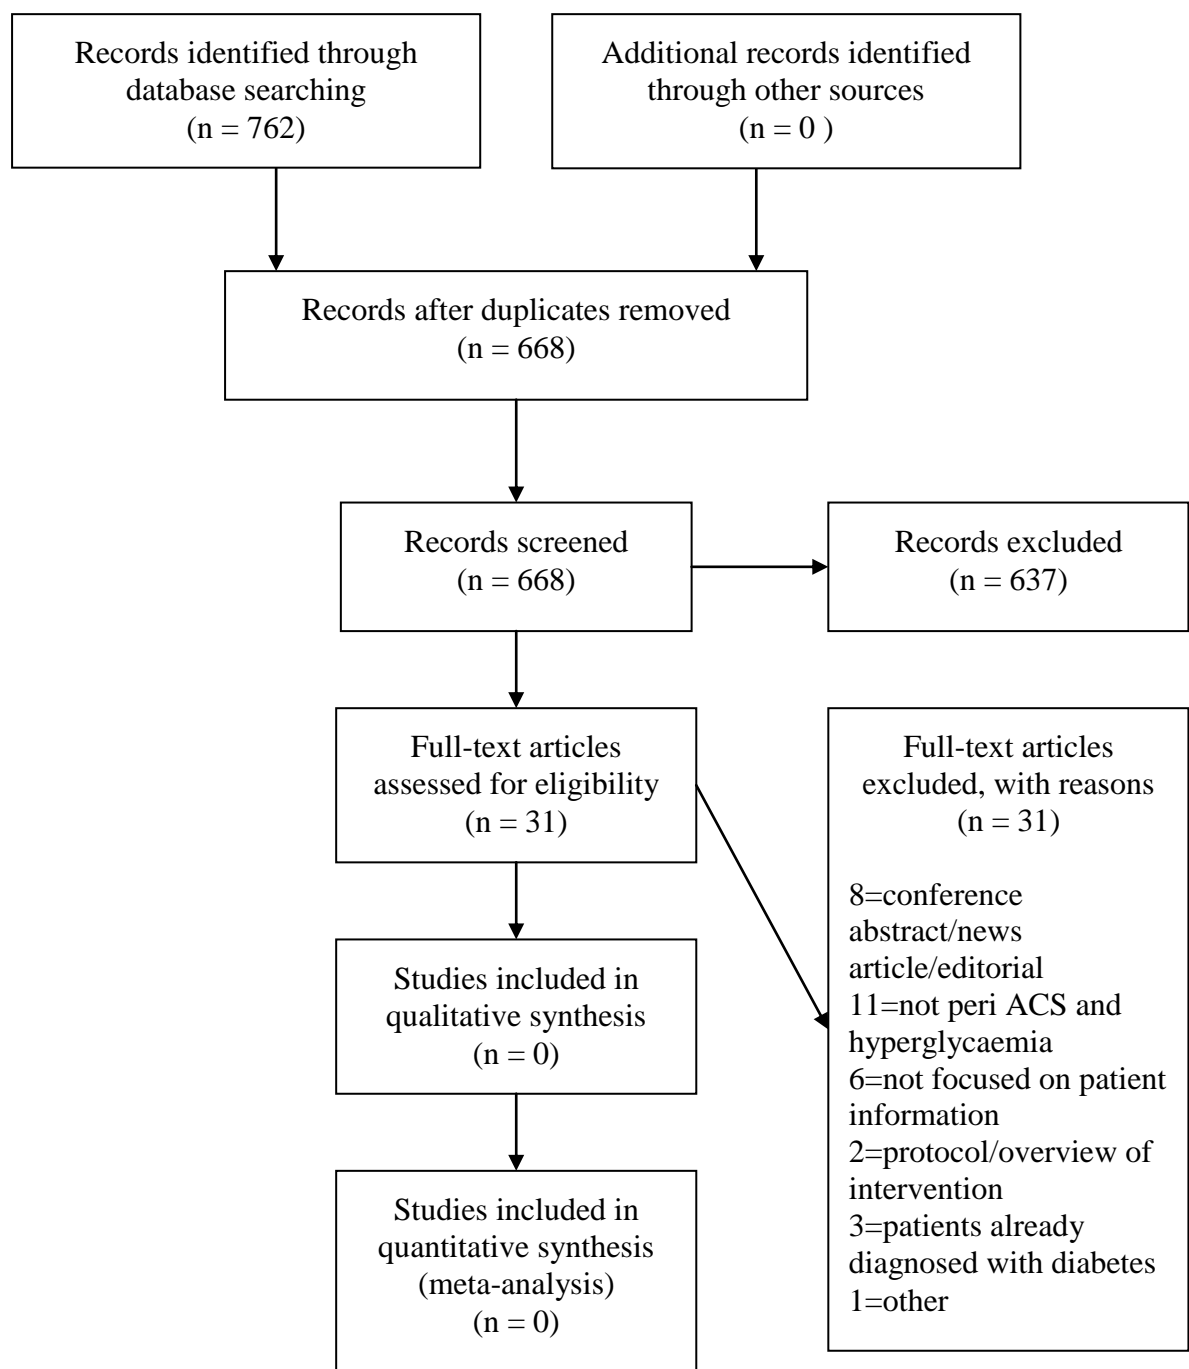 Records identified through
database searching
(n = 762)
Additional records identified
through other sources
(n = 0 )
Records after duplicates removed
(n = 668)
Records screened
(n = 668)
Records excluded
(n = 637)
Full-text articles
assessed for eligibility
(n = 31)
Full-text articles
excluded, with reasons
(n = 31)
8=conference
abstract/news
article/editorial
11=not peri ACS and
hyperglycaemia
6=not focused on patient
information
2=protocol/overview of
intervention
3=patients already
diagnosed with diabetes
1=other
Studies included in
qualitative synthesis
(n = 0)
Studies included in
quantitative synthesis
(meta-analysis)
(n = 0)